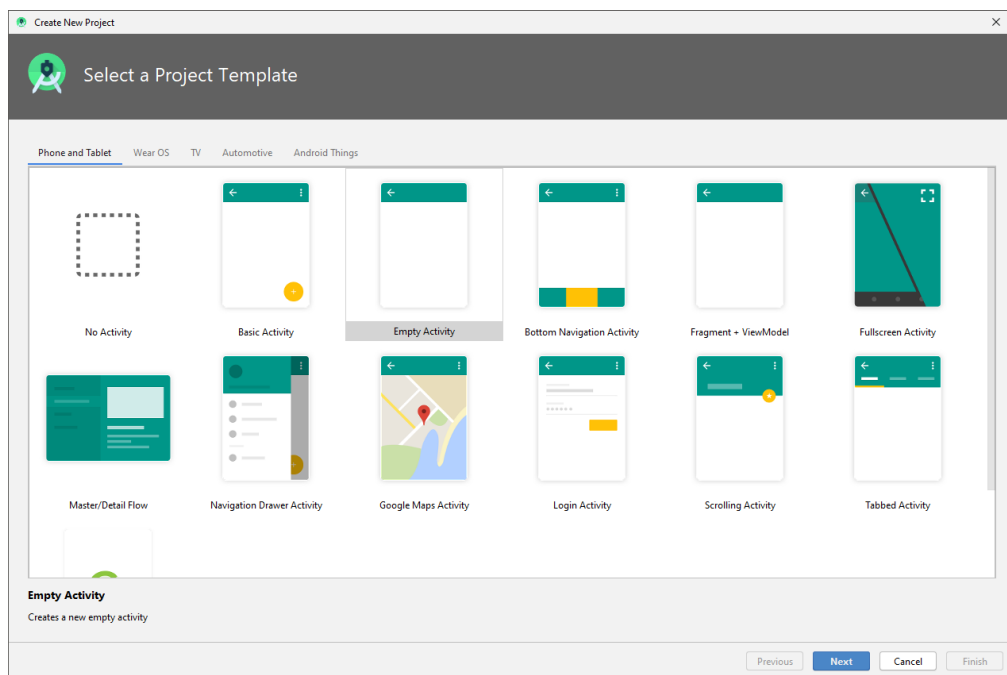 Create New Project
Select a Project Template
Phone and Tablet Wear OS TV Automotive Android Things
No Activity Basic Activity Empty Activity Bottom Navigation Activity Fragment + ViewModel Fullscreen Activity
Master/Detail Flow Navigation Drawer Activity Google Maps Activity Login Activity Scrolling Activity Tabbed Activity
Empty Activity
Creates a new empty activity
Previous Next Cancel Finish